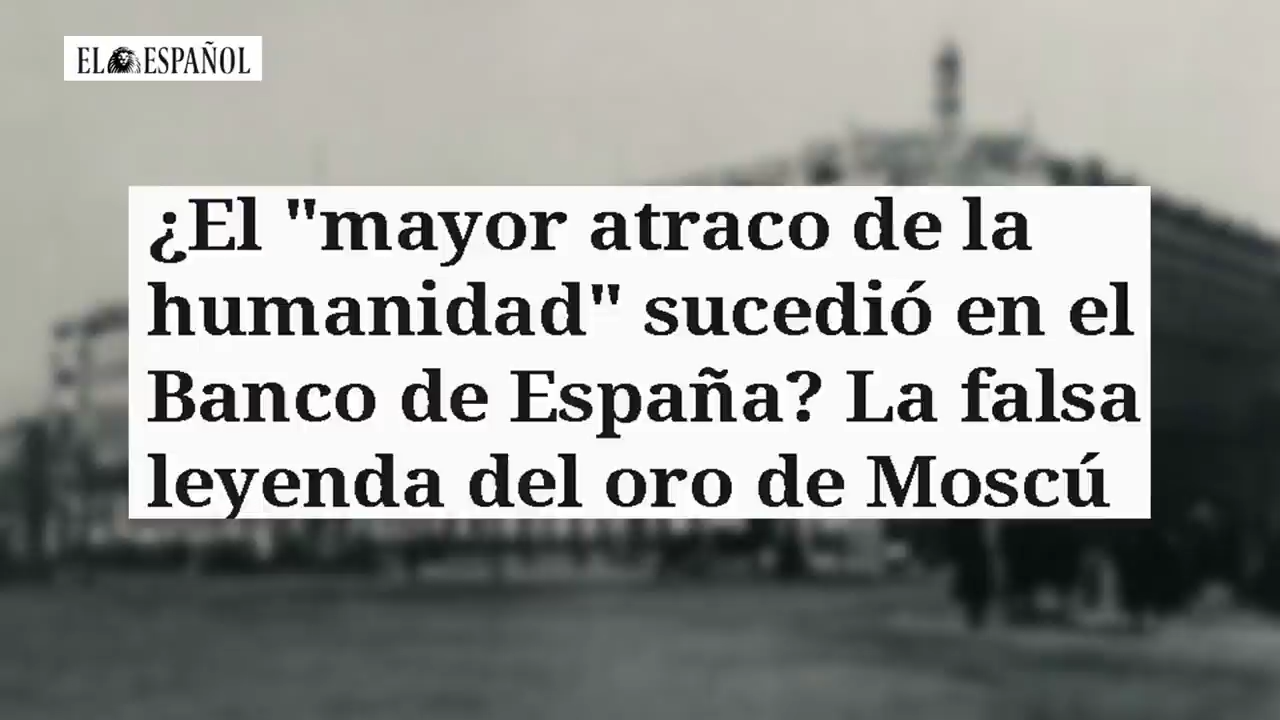 EL ESPAÑOL
¿El "mayor atraco de la
humanidad" sucedió en el
Banco de España? La falsa
leyenda del oro de Moscú